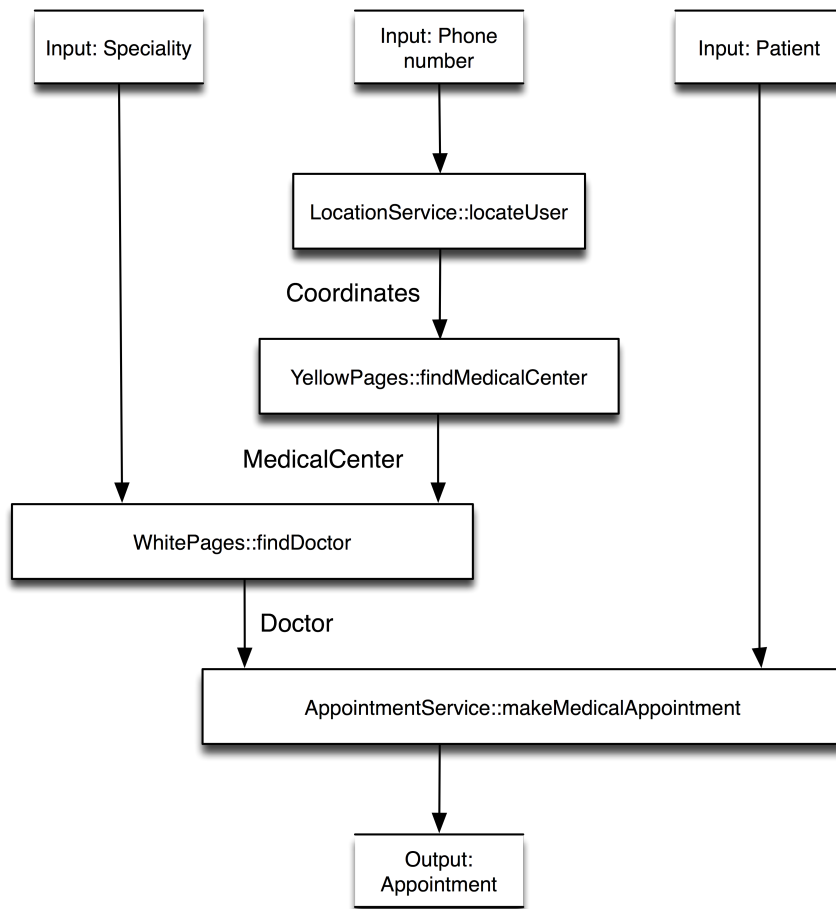 Input: Speciality
Input: Phone
number
Input: Patient
LocationService::locateUser
Coordinates
YellowPages::findMedicalCenter
MedicalCenter
WhitePages::findDoctor
Doctor
AppointmentService::makeMedicalAppointment
Output:
Appointment